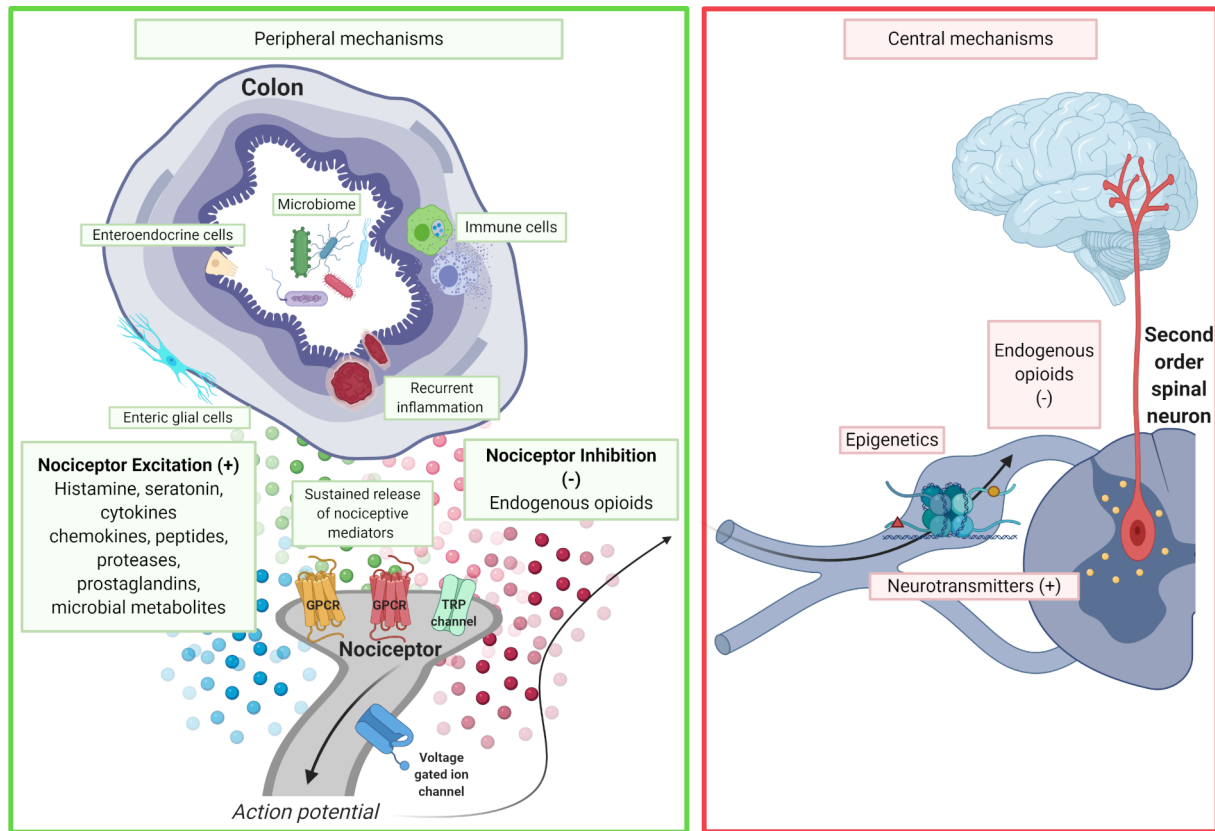 Peripheral mechanisms
Colon
Microbiome
Enteroendocrine cells
Immune cells
Recurrent
inflammation
Enteric glial cells
Nociceptor Excitation (+)
Histamine, seratonin,
cytokines
chemokines, peptides,
proteases,
prostaglandins,
microbial metabolites
Sustained release
of nociceptive
mediators
Nociceptor Inhibition
(-)
Endogenous opioids
GPCR
GPCR
TRP
channel
Nociceptor
Voltage
gated ion
channel
Action potential
Central mechanisms
Endogenous
opioids
(-)
Second
order
spinal
neuron
Epigenetics
Neurotransmitters (+)